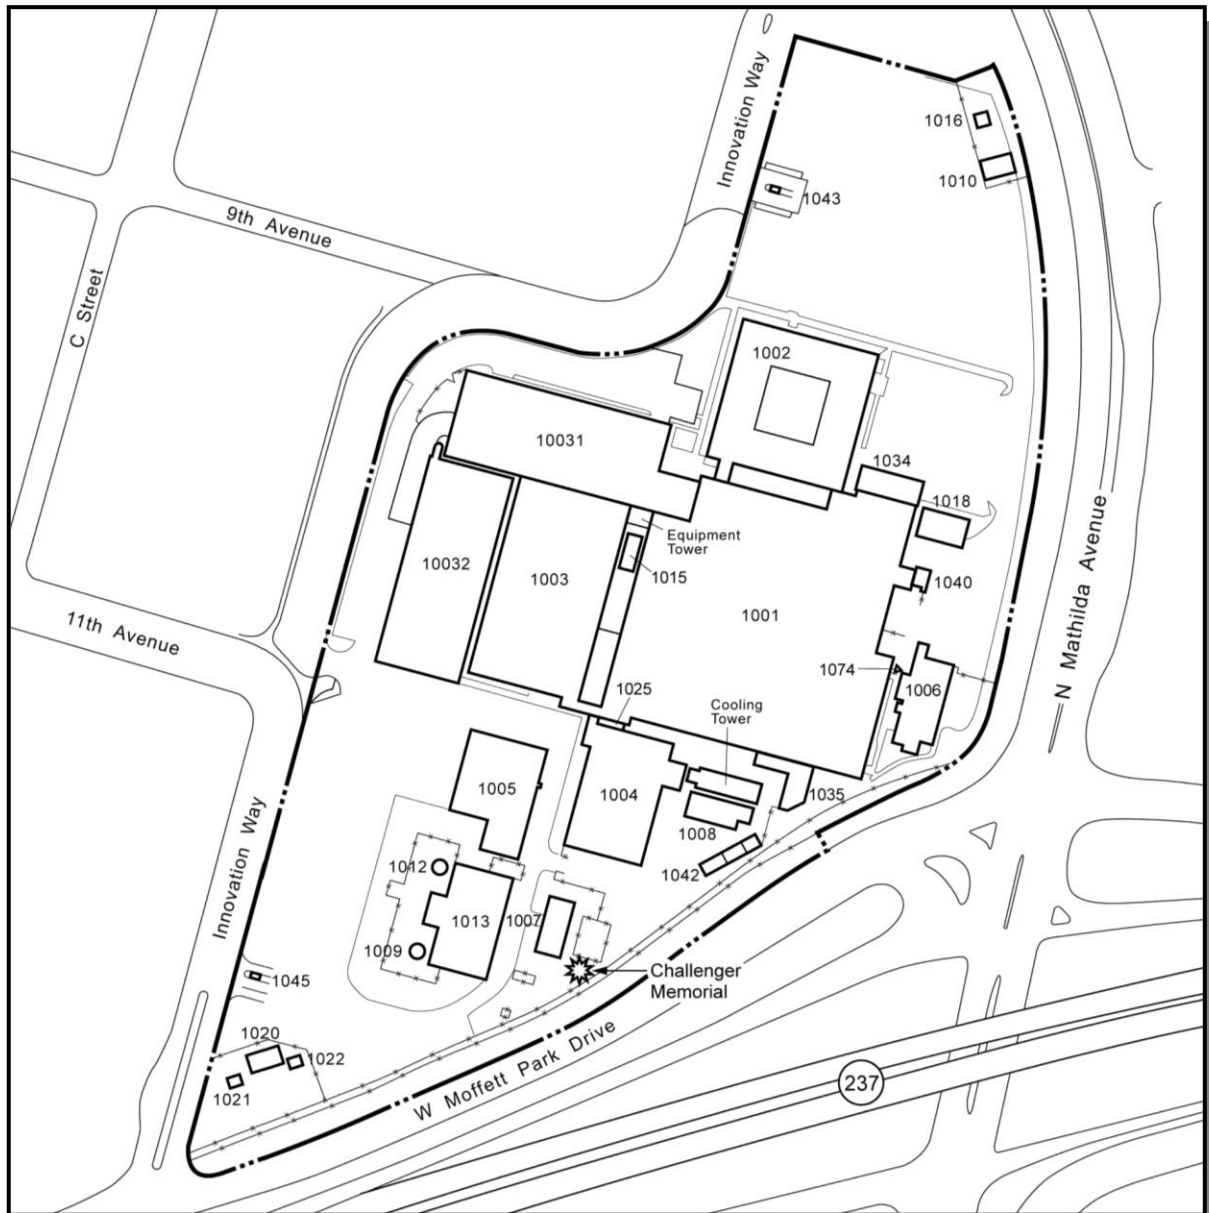 Innovation Way
1016
1010
1043
9th Avenue
C Street
1002
10031
1034
1018
Equipment
Tower
10032
1003
1015
1040
1001
N Mathilda Avenue
11th Avenue
1074
1006
1025
Cooling
Tower
1005
1004
1035
1008
Innovation Way
1012
1042
1013
1007
1009
Challenger
Memorial
1045
1020
1022
W Moffett Park Drive
237
1021